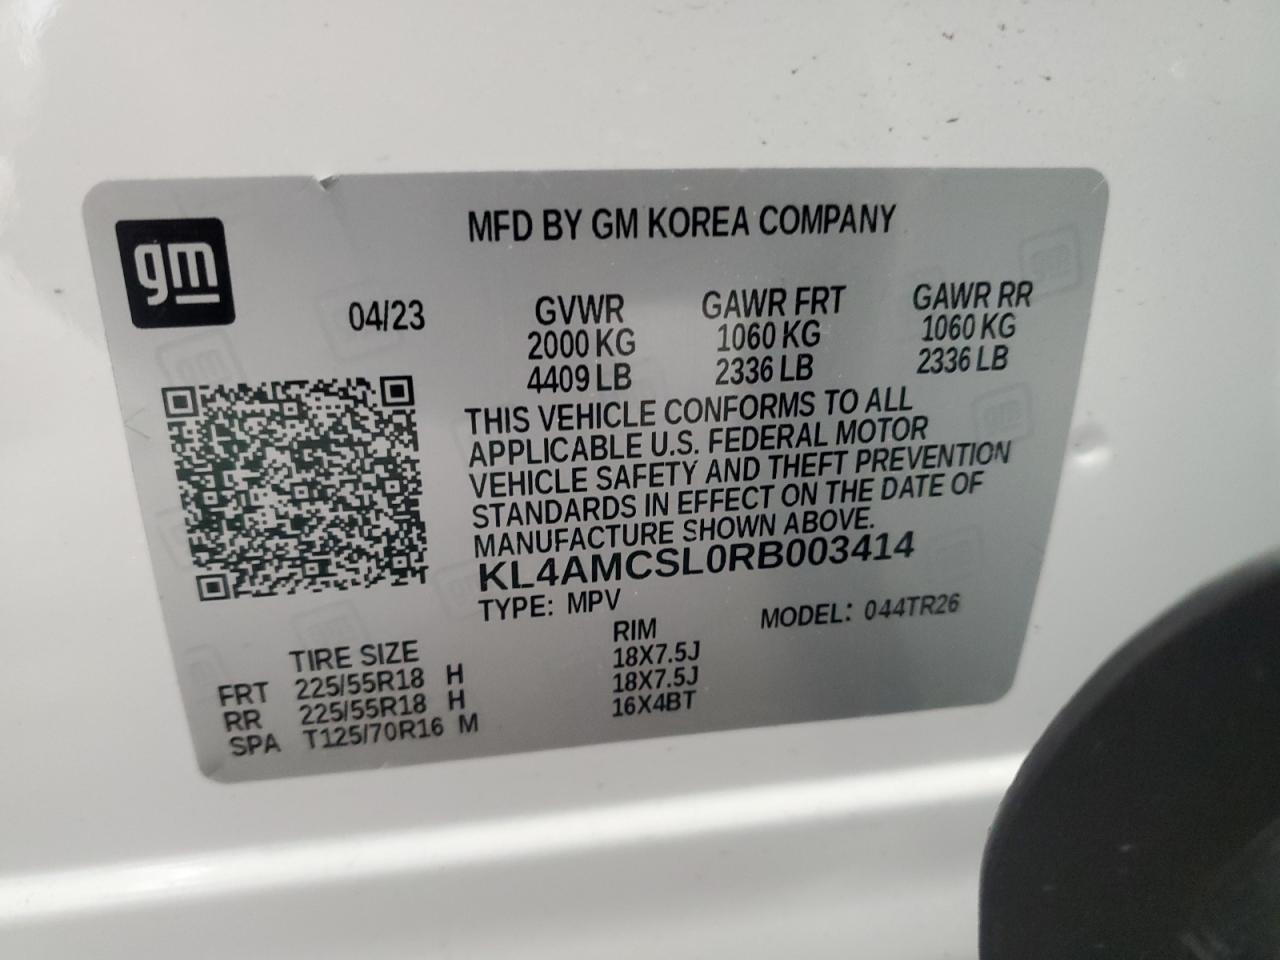 gm
MFD BY GM KOREA COMPANY
04/23
GVWR GAWR FRT GAWR RR
2000 KG 1060 KG 1060 KG
4409 LB 2336 LB 2336 LB
THIS VEHICLE CONFORMS TO ALL
APPLICABLE U.S. FEDERAL MOTOR
VEHICLE SAFETY AND THEFT PREVENTION
STANDARDS IN EFFECT ON THE DATE OF
MANUFACTURE SHOWN ABOVE.
KL4AMCSL0RB003414
TYPE: MPV MODEL: 044TR26
TIRE SIZE RIM
FRT 225/55R18 H 18X7.5J
RR 225/55R18 H 18X7.5J
SPA T125/70R16 M 16X4BT